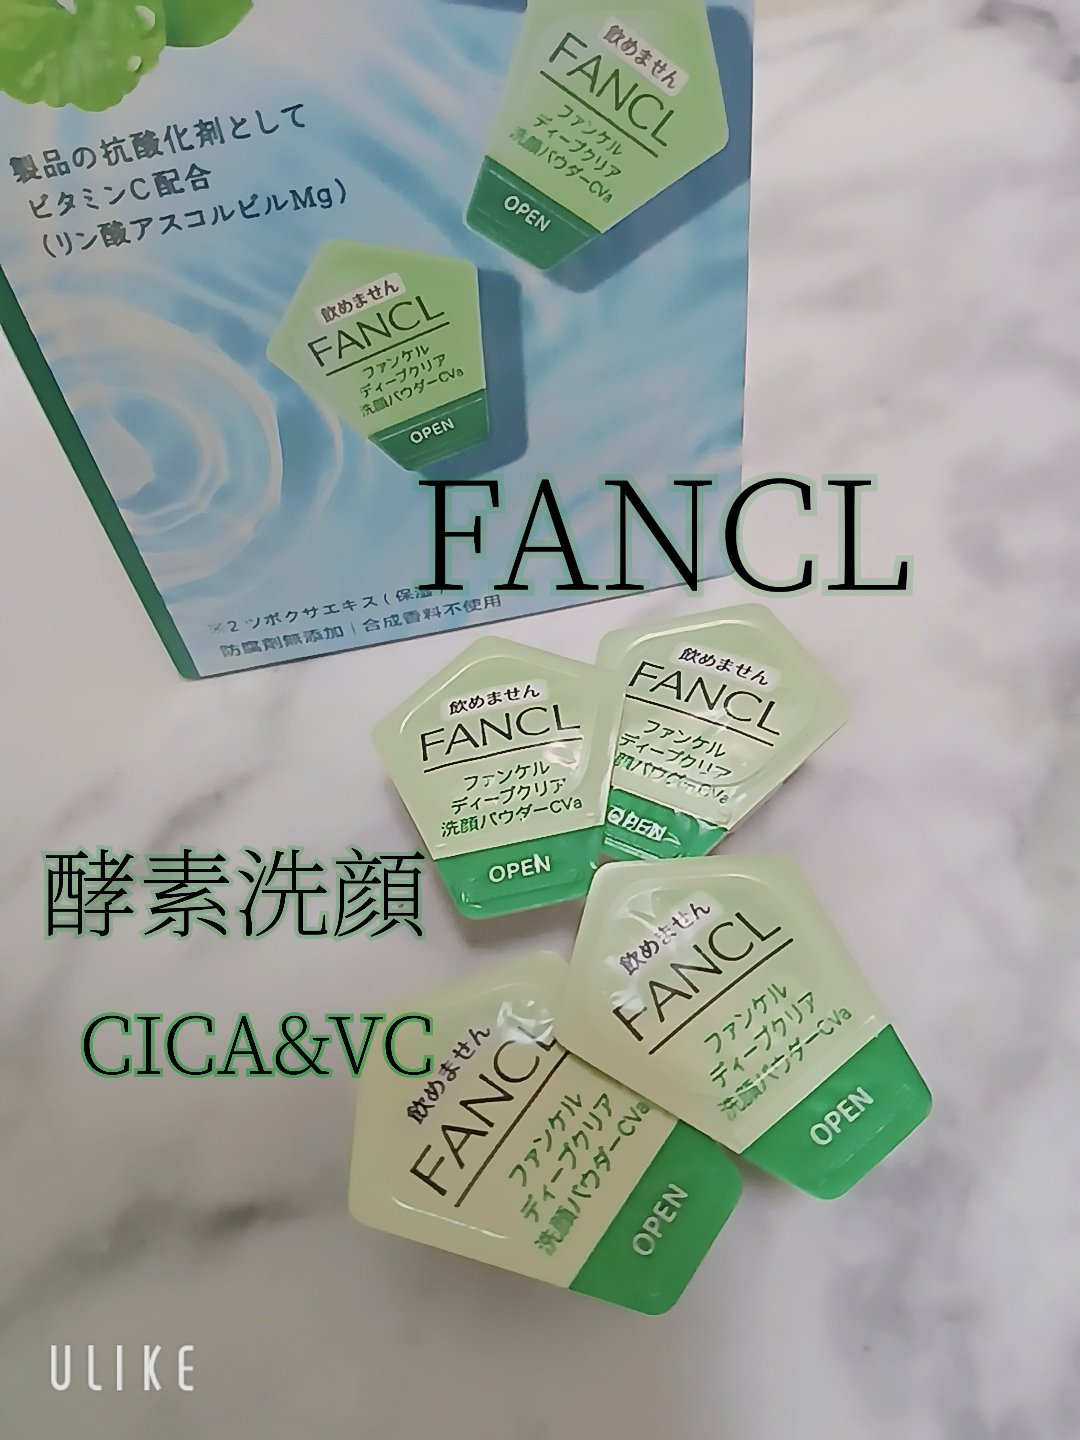 製品の抗酸化剤として
ビタミンC配合
(リン酸アスコルビルMg)
飲めません
FANCL
ファンケル
ディープクリア
洗顔パウダーCVa
OPEN
飲めません
FANCL
ファンケル
ディープクリア
洗顔パウダーCVa
OPEN
※2 ツボクサエキス(保湿
防腐剤無添加|合成香料不使用
FANCL
飲めません
FANCL
ファンケル
ディープクリア
洗顔パウダーCVa
OPEN
飲めません
FANCL
ファンケル
ディープクリア
顔パウダーCVa
OPEN
酵素洗顔
CICA&VC
飲めません
FANCL
ファンケル
ディープクリア
洗顔パウダーCVa
OPEN
飲めません
FANCL
ファンケル
ディープクリア
洗顔パウダーCVa
OPEN
ULIKE